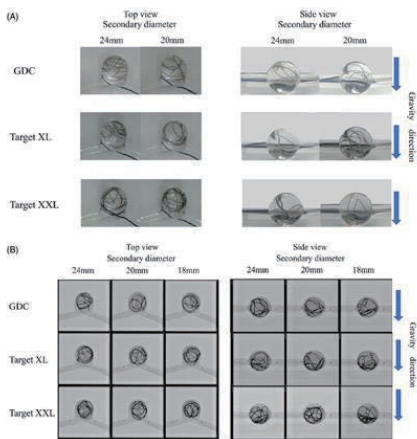 (A)
Top view
Secondary diameter
24mm 20mm
Side view
Secondary diameter
24mm 20mm
GDC
Target XL
Target XXL
Gravity direction
(B)
Top view
Secondary diameter
24mm 20mm 18mm
Side view
Secondary diameter
24mm 20mm 18mm
GDC
Target XL
Target XXL
Gravity direction